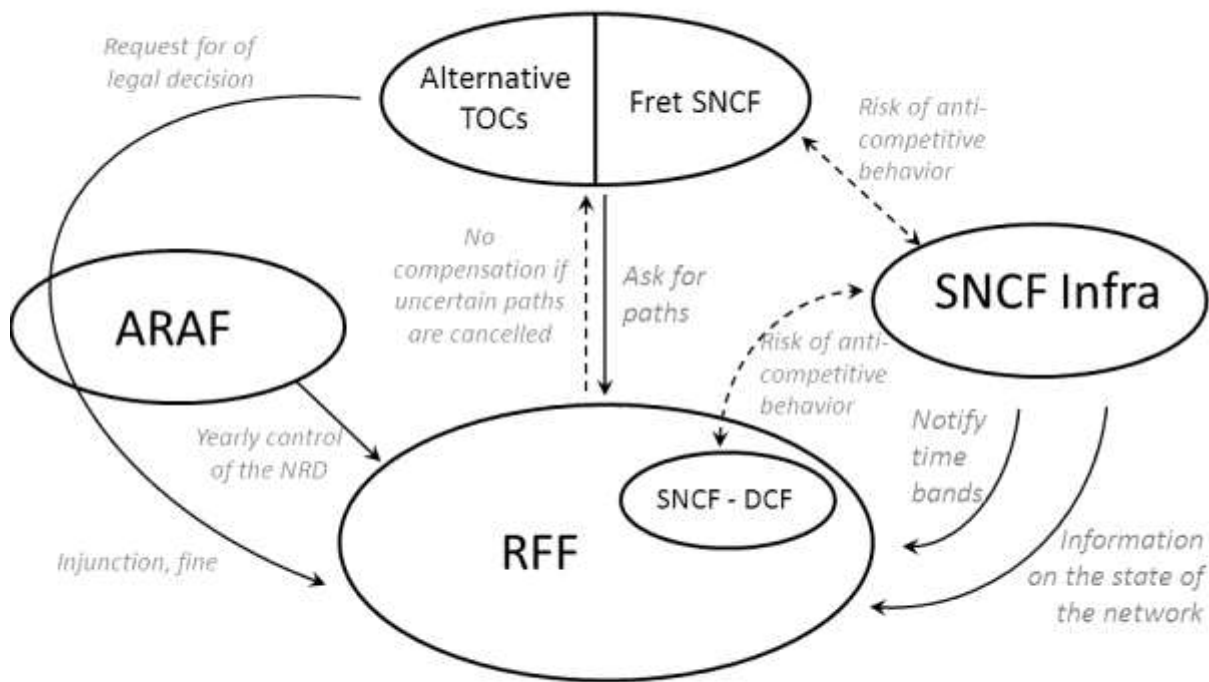 Request for of
legal decision
Alternative
TOCs
Fret SNCF
Risk of anti-
competitive
behavior
No
compensation if
uncertain paths
are cancelled
Ask for
paths
SNCF Infra
ARAF
Risk of anti-
competitive
behavior
Yearly control
of the NRD
Notify
time
bands
SNCF - DCF
RFF
Injunction, fine
Information
on the state of
the network